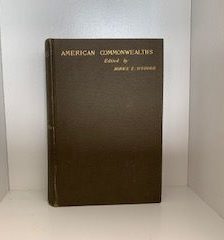 AMERICAN COMMONWEALTHS
Edited by
HORACE E. SCUDDER